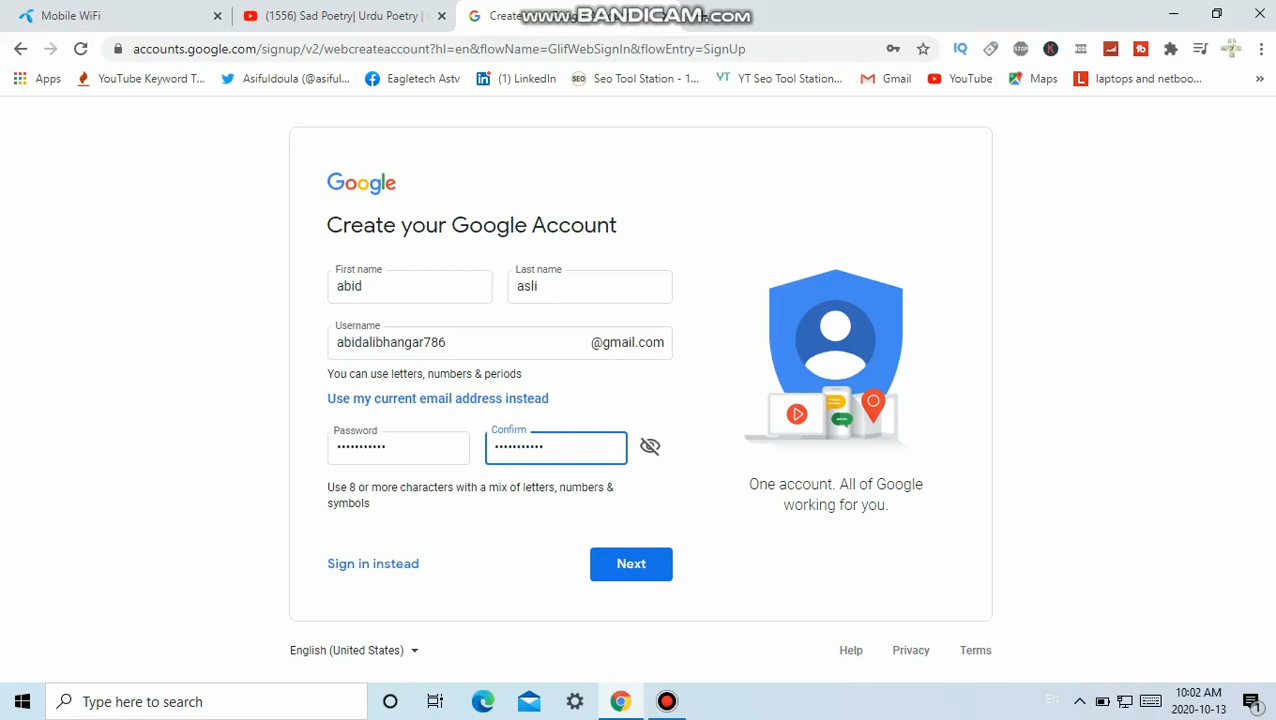 Mobile WiFi
(1556) Sad Poetry| Urdu Poetry |
Create
www.BANDICAM.com
accounts.google.com/signup/v2/webcreateaccount?hl=en&flowName=GlifWebSignIn&flowEntry=SignUp
Apps
YouTube Keyword T...
AsifulDoula (@asiful...
Eagletech Astv
(1) LinkedIn
Seo Tool Station - 1...
YT Seo Tool Station...
Gmail
YouTube
Maps
laptops and netboo...
Google
Create your Google Account
First name
abid
Last name
asli
Username
abidalibhangar786
@gmail.com
You can use letters, numbers & periods
Use my current email address instead
Password
•••••••••••
Confirm
•••••••••••
Use 8 or more characters with a mix of letters, numbers &
symbols
Sign in instead
Next
One account. All of Google
working for you.
English (United States)
Help
Privacy
Terms
Type here to search
EN
10:02 AM
2020-10-13
1